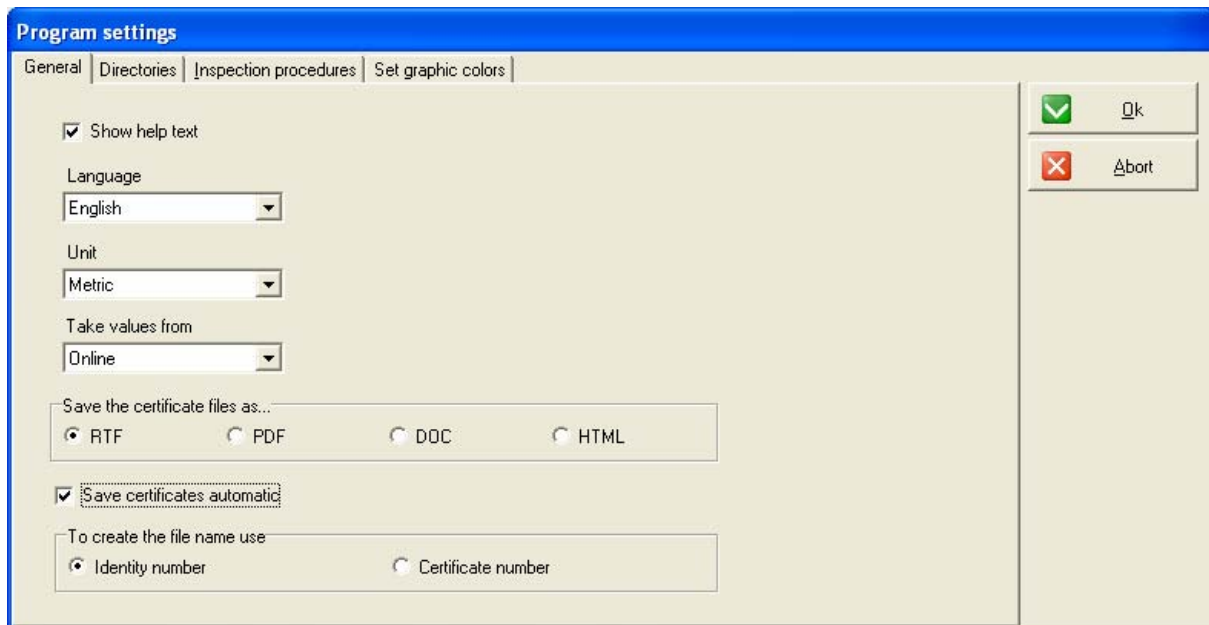 Program settings
General Directories Inspection procedures Set graphic colors
Ok
Abort
Show help text
Language
English
Unit
Metric
Take values from
Online
Save the certificate files as...
RTF PDF DOC HTML
Save certificates automatic
To create the file name use
Identity number Certificate number